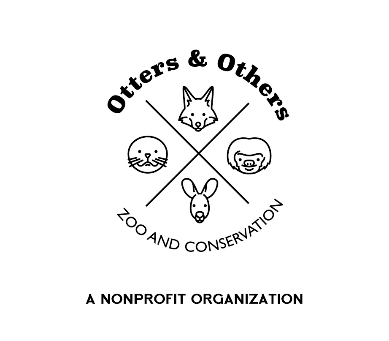 Otters & Others
ZOO AND CONSERVATION
A NONPROFIT ORGANIZATION